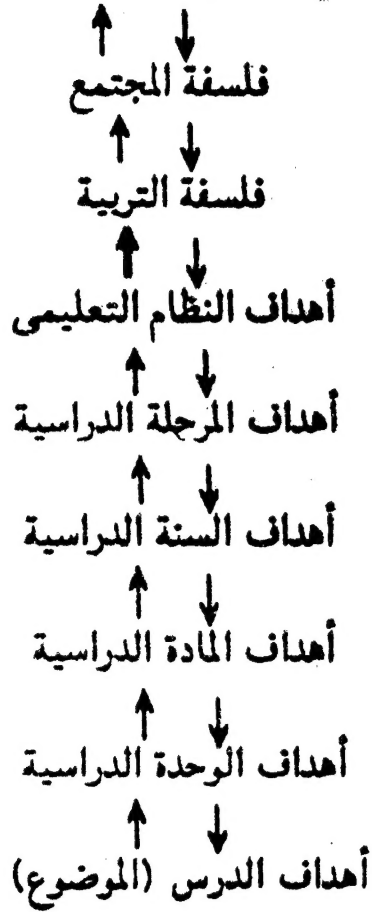 فلسفة المجتمع
فلسفة التربية
أهداف النظام التعليمى
أهداف المرحلة الدراسية
أهداف السنة الدراسية
أهداف المادة الدراسية
أهداف الوحدة الدراسية
أهداف الدرس (الموضوع)